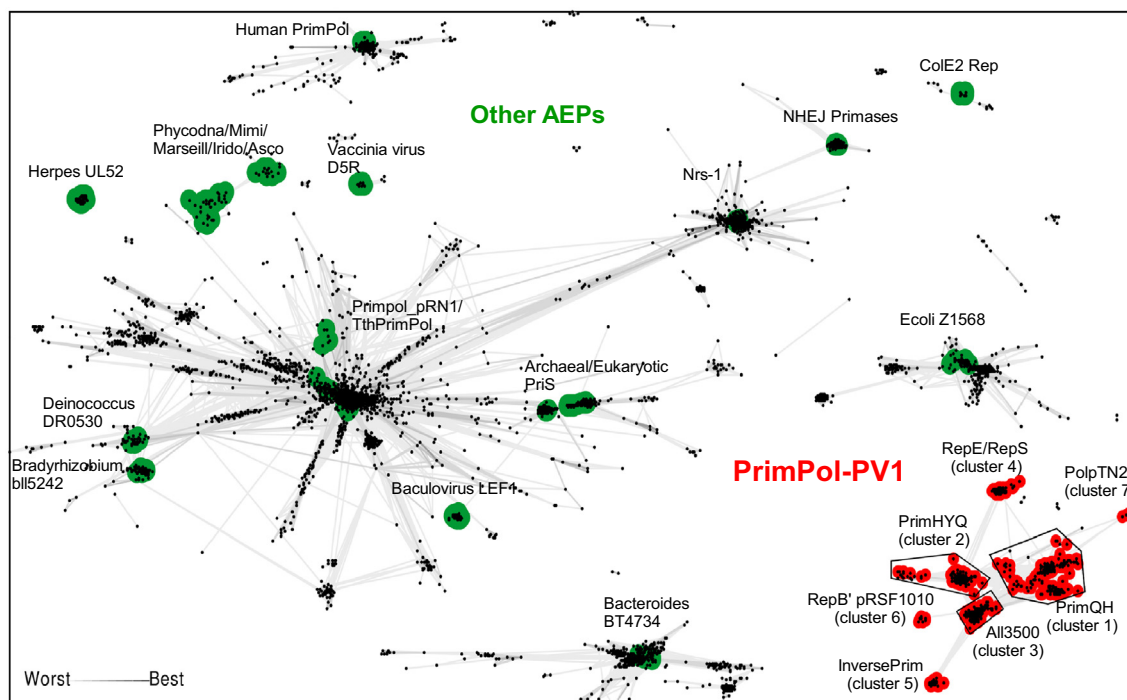 Human PrimPol
ColE2 Rep
Other AEPs
NHEJ Primases
Phycodna/Mimi/
Marseill/Irido/Asco
Vaccinia virus
D5R
Herpes UL52
Nrs-1
Primpol_pRN1/
TthPrimPol
Ecoli Z1568
Archaeal/Eukaryotic
PriS
Deinococcus
DR0530
Bradyrhizobium
bll5242
Baculovirus LEF1
PrimPol-PV1
RepE/RepS
(cluster 4)
PolpTN2
(cluster 7)
PrimHYQ
(cluster 2)
RepB' pRSF1010
(cluster 6)
All3500
(cluster 3)
PrimQH
(cluster 1)
InversePrim
(cluster 5)
Bacteroides
BT4734
Worst Best